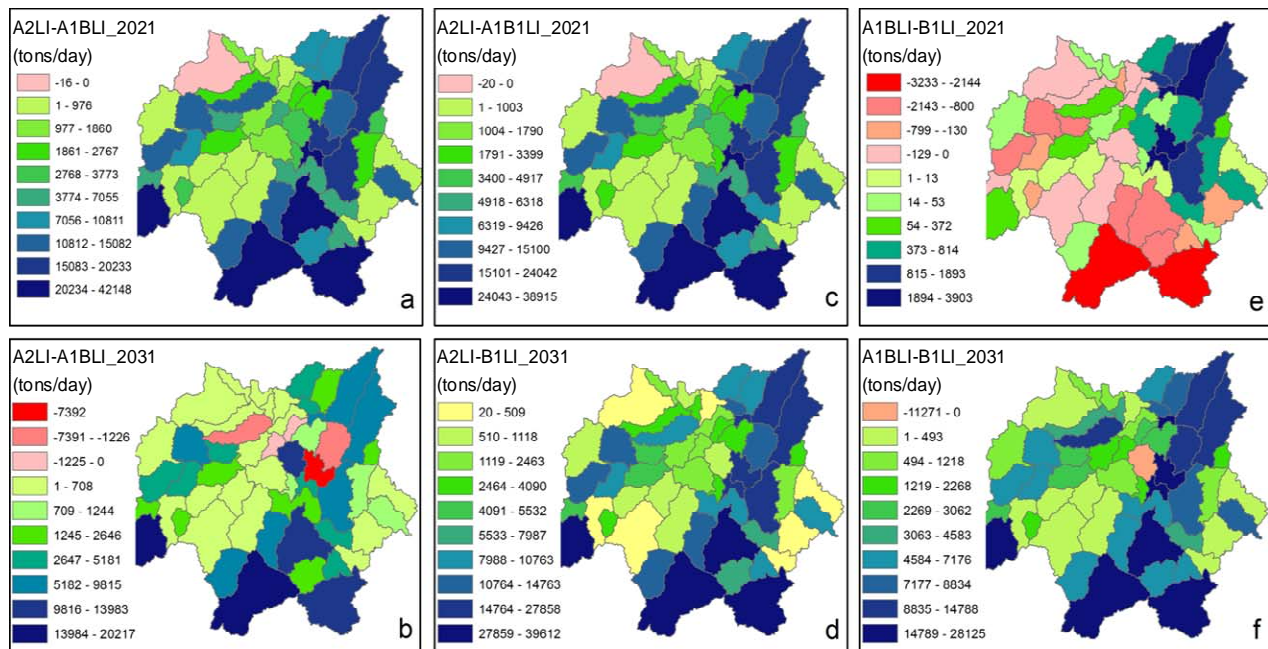 A2LI-A1BLI_2021
(tons/day)
-16 - 0
1 - 976
977 - 1860
1861 - 2767
2768 - 3773
3774 - 7055
7056 - 10811
10812 - 15082
15083 - 20233
20234 - 42148
a
A2LI-A1B1LI_2021
(tons/day)
-20 - 0
1 - 1003
1004 - 1790
1791 - 3399
3400 - 4917
4918 - 6318
6319 - 9426
9427 - 15100
15101 - 24042
24043 - 38915
c
A1BLI-B1LI_2021
(tons/day)
-3233 - -2144
-2143 - -800
-799 - -130
-129 - 0
1 - 13
14 - 53
54 - 372
373 - 814
815 - 1893
1894 - 3903
e
A2LI-A1BLI_2031
(tons/day)
-7392
-7391 - -1226
-1225 - 0
1 - 708
709 - 1244
1245 - 2646
2647 - 5181
5182 - 9815
9816 - 13983
13984 - 20217
b
A2LI-B1LI_2031
(tons/day)
20 - 509
510 - 1118
1119 - 2463
2464 - 4090
4091 - 5532
5533 - 7987
7988 - 10763
10764 - 14763
14764 - 27858
27859 - 39612
d
A1BLI-B1LI_2031
(tons/day)
-11271 - 0
1 - 493
494 - 1218
1219 - 2268
2269 - 3062
3063 - 4583
4584 - 7176
7177 - 8834
8835 - 14788
14789 - 28125
f